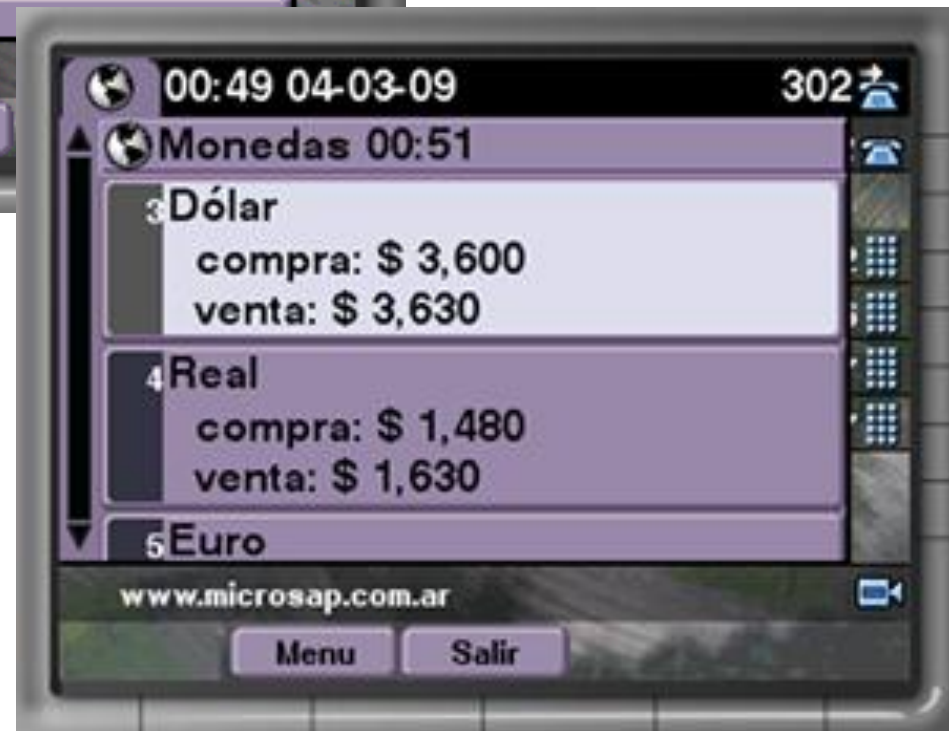 00:49 04-03-09 302
Monedas 00:51
3 Dólar
compra: $ 3,600
venta: $ 3,630
4 Real
compra: $ 1,480
venta: $ 1,630
5 Euro
www.microsap.com.ar
Menu Salir